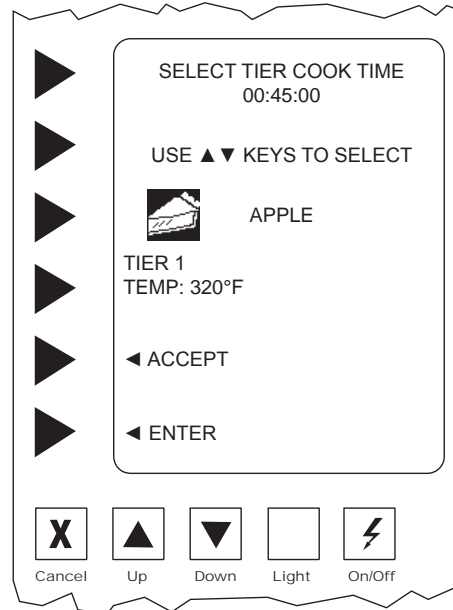 SELECT TIER COOK TIME
00:45:00
USE ▲▼ KEYS TO SELECT
APPLE
TIER 1
TEMP: 320°F
◄ ACCEPT
◄ ENTER
X
Cancel Up Down Light On/Off